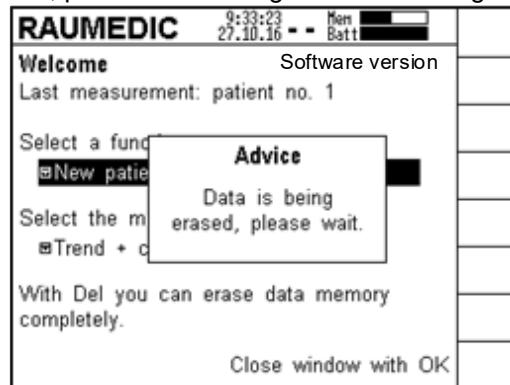 RAUMEDIC 9:33:23 Mem
27.10.16 - - Batt
Welcome Software version
Last measurement: patient no. 1
Select a func
New patie
Advice
Data is being
erased, please wait.
Select the m
Trend + c
With Del you can erase data memory
completely.
Close window with OK